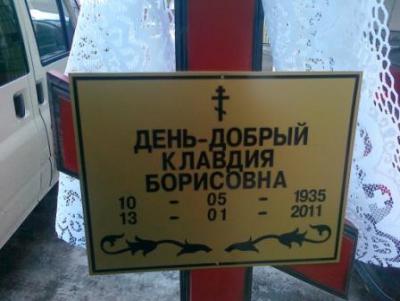 ДЕНЬ-ДОБРЫЙ
КЛАВДИЯ
БОРИСОВНА
10 - 05 - 1935
13 - 01 - 2011